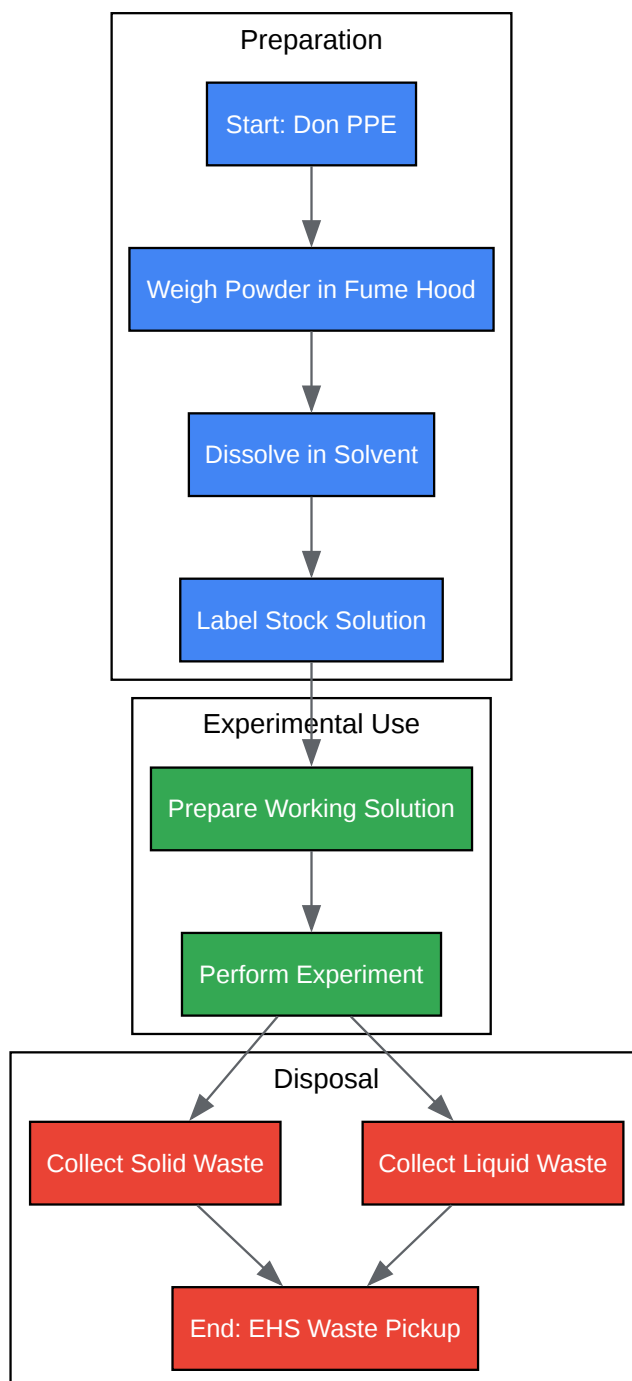 Preparation
Start: Don PPE
Weigh Powder in Fume Hood
Dissolve in Solvent
Label Stock Solution
Experimental Use
Prepare Working Solution
Perform Experiment
Disposal
Collect Solid Waste
Collect Liquid Waste
End: EHS Waste Pickup